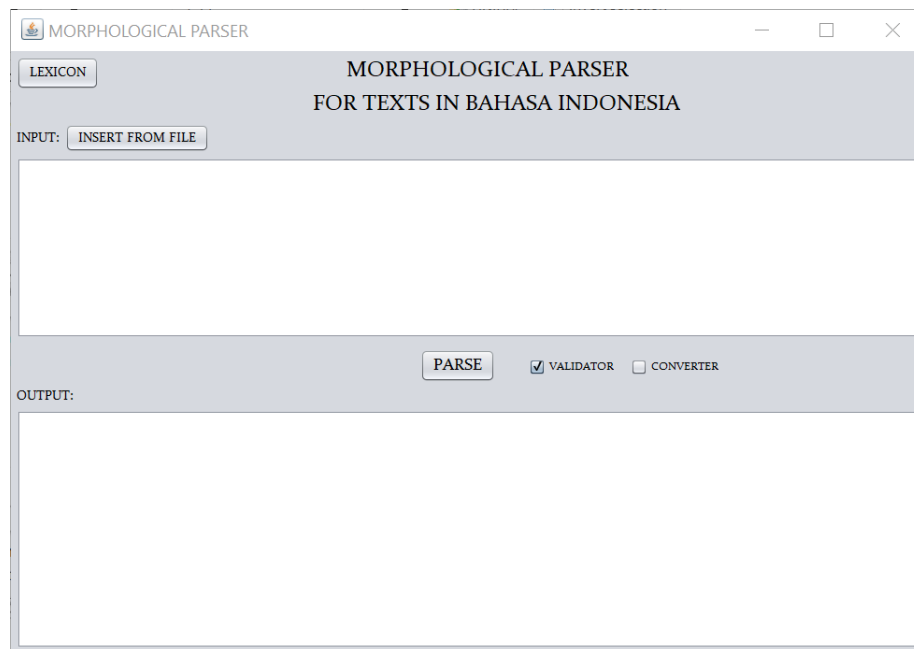 MORPHOLOGICAL PARSER
LEXICON
MORPHOLOGICAL PARSER
FOR TEXTS IN BAHASA INDONESIA
INPUT: INSERT FROM FILE
PARSE VALIDATOR CONVERTER
OUTPUT: